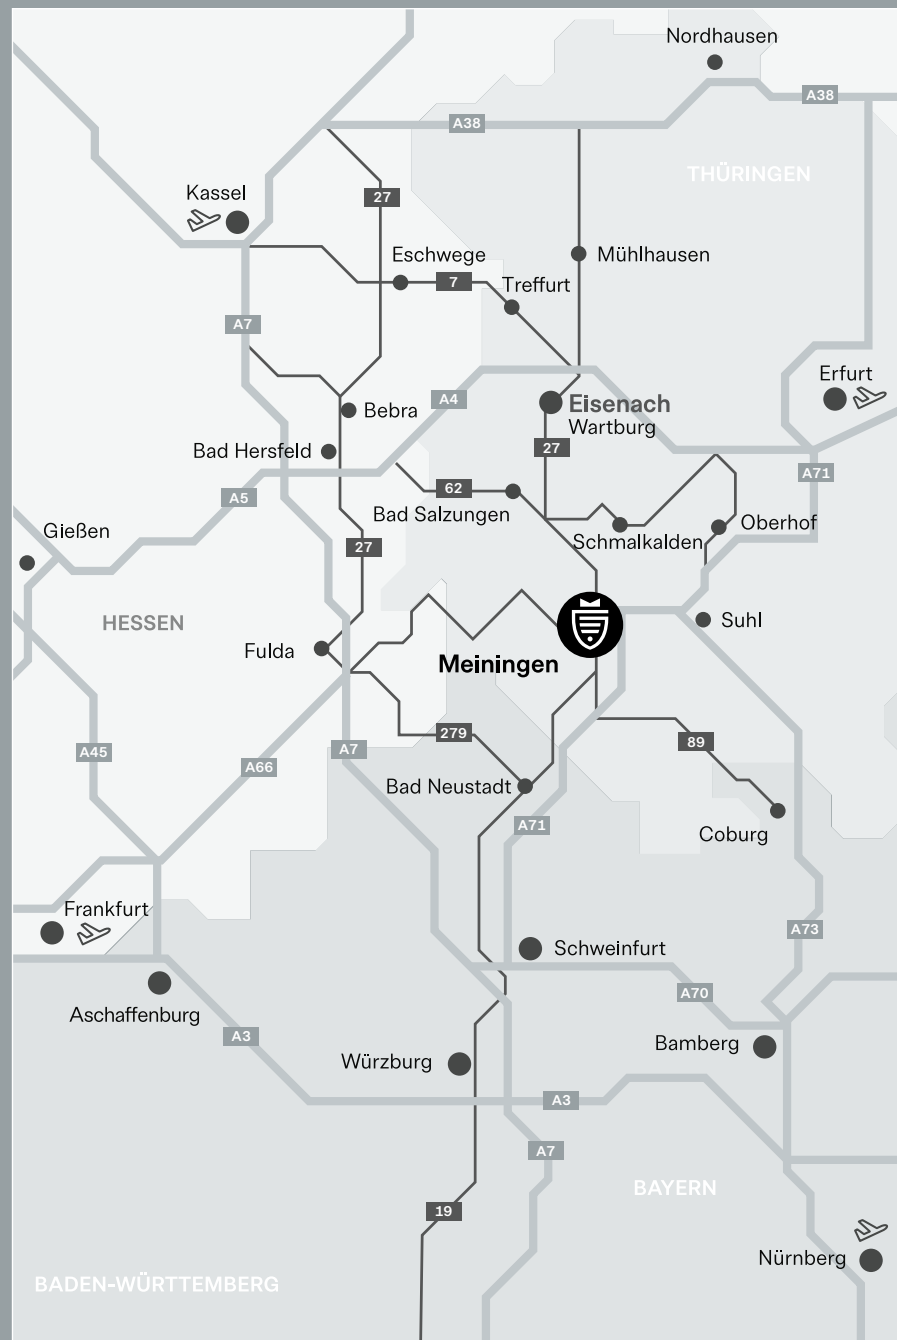 Nordhausen
A38
A38
THÜRINGEN
Kassel
27
Eschwege
Mühlhausen
7
Treffurt
A7
Erfurt
A4
Eisenach
Bebra
Wartburg
Bad Hersfeld
27
A71
62
A5
Bad Salzungen
Oberhof
Gießen
Schmalkalden
27
HESSEN
Suhl
Fulda
Meiningen
279
89
A7
A45
A66
Bad Neustadt
A71
Coburg
Frankfurt
A73
Schweinfurt
A70
Aschaffenburg
A3
Bamberg
Würzburg
A3
A7
BAYERN
19
Nürnberg
BADEN-WÜRTTEMBERG